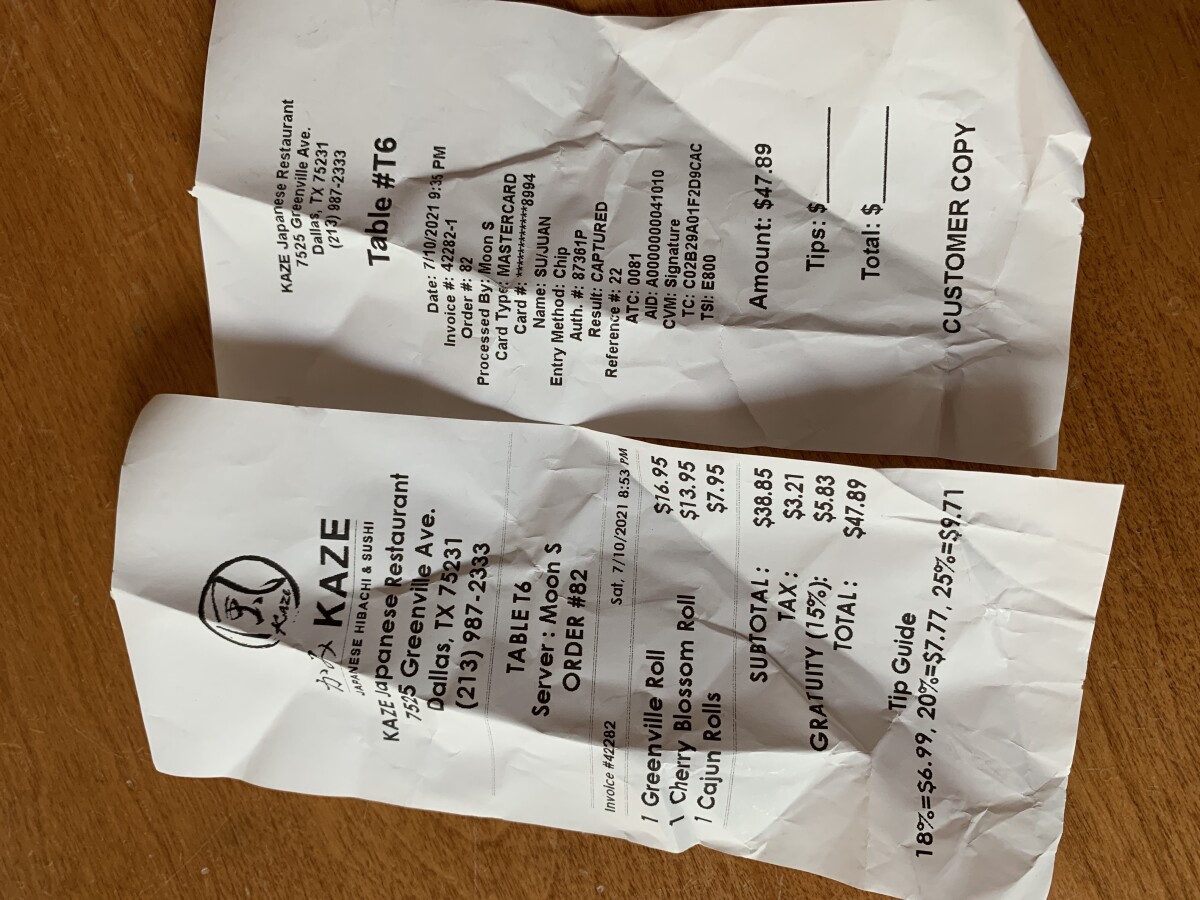 風
Kaze
かぜ KAZE
JAPANESE HIBACHI & SUSHI
KAZE Japanese Restaurant
7525 Greenville Ave.
Dallas, TX 75231
(213) 987-2333
TABLE T6
Server : Moon S
ORDER #82
Invoice #42282 Sat, 7/10/2021 8:53 PM
1 Greenville Roll $16.95
1 Cherry Blossom Roll $13.95
1 Cajun Rolls $7.95
SUBTOTAL: $38.85
TAX: $3.21
GRATUITY (15%): $5.83
TOTAL: $47.89
Tip Guide
18%=$6.99, 20%=$7.77, 25%=$9.71
KAZE Japanese Restaurant
7525 Greenville Ave.
Dallas, TX 75231
(213) 987-2333
Table #T6
Date: 7/10/2021 9:35 PM
Invoice #: 42282-1
Order #: 82
Processed By: Moon S
Card Type: MASTERCARD
Card #: ************8994
Name: SU/JUAN
Entry Method: Chip
Auth. #: 87361P
Result: CAPTURED
Reference #: 22
ATC: 0081
AID: A0000000041010
CVM: Signature
TC: C02B29A01F2D9CAC
TSI: E800
Amount: $47.89
Tips: $
Total: $
CUSTOMER COPY